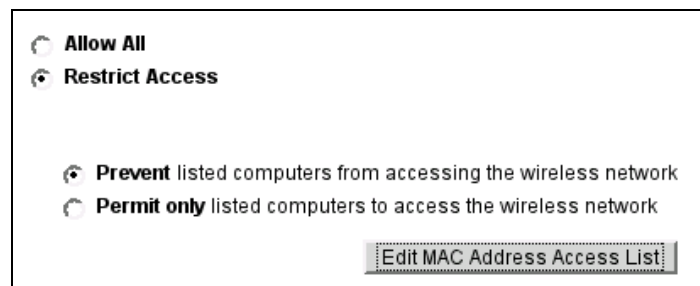 Allow All
Restrict Access
Prevent listed computers from accessing the wireless network
Permit only listed computers to access the wireless network
Edit MAC Address Access List